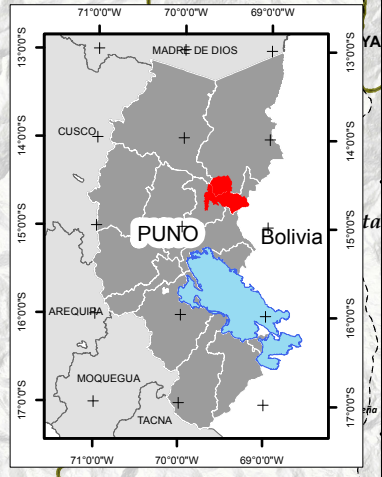 71°0'0"W 70°0'0"W 69°0'0"W
13°0'0"S 13°0'0"S
MADRE DE DIOS
YA
14°0'0"S 14°0'0"S
CUSCO
15°0'0"S 15°0'0"S
PUNO
Bolivia
ta
16°0'0"S 16°0'0"S
AREQUIPA
MOQUEGUA
17°0'0"S 17°0'0"S
eña
TACNA
71°0'0"W 70°0'0"W 69°0'0"W